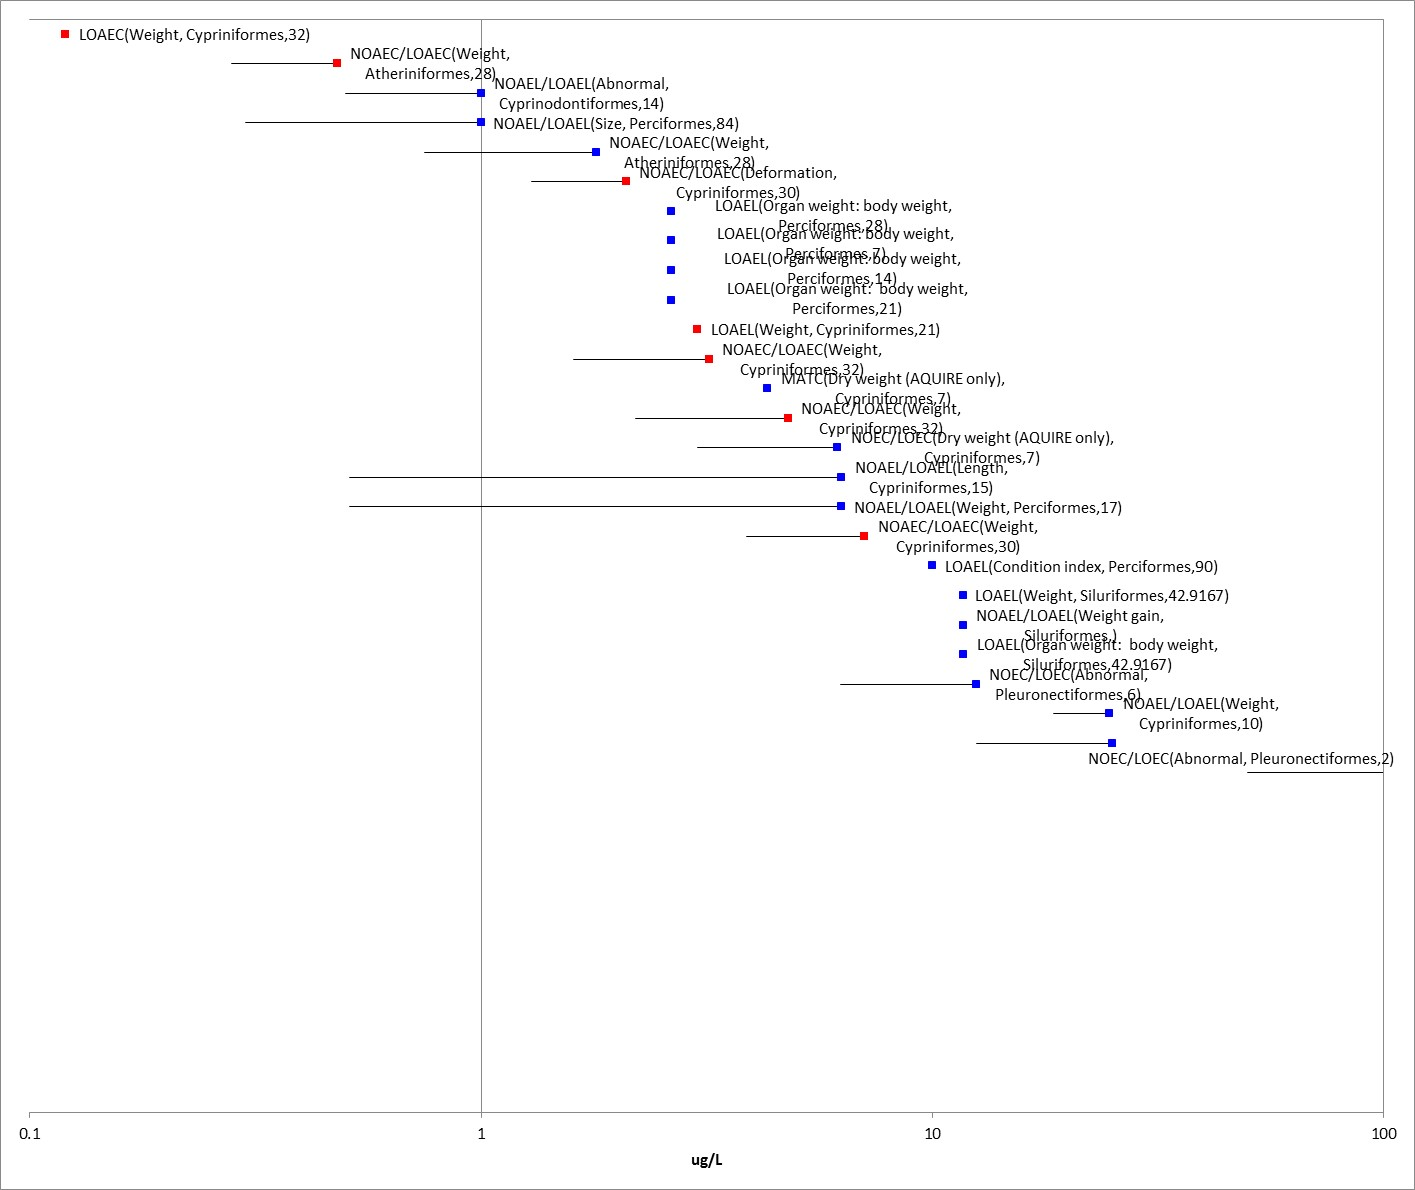 LOAEC(Weight, Cypriniformes,32)
NOAEC/LOAEC(Weight,
Atheriniformes,28)
NOAEL/LOAEL(Abnormal,
Cyprinodontiformes,14)
NOAEL/LOAEL(Size, Perciformes,84)
NOAEC/LOAEC(Weight,
Atheriniformes,28)
NOAEC/LOAEC(Deformation,
Cypriniformes,30)
LOAEL(Organ weight: body weight,
Perciformes,28)
LOAEL(Organ weight: body weight,
Perciformes,7)
LOAEL(Organ weight: body weight,
Perciformes,14)
LOAEL(Organ weight:  body weight,
Perciformes,21)
LOAEL(Weight, Cypriniformes,21)
NOAEC/LOAEC(Weight,
Cypriniformes,32)
MATC(Dry weight (AQUIRE only),
Cypriniformes,7)
NOAEC/LOAEC(Weight,
Cypriniformes,32)
NOEC/LOEC(Dry weight (AQUIRE only),
Cypriniformes,7)
NOAEL/LOAEL(Length,
Cypriniformes,15)
NOAEL/LOAEL(Weight, Perciformes,17)
NOAEC/LOAEC(Weight,
Cypriniformes,30)
LOAEL(Condition index, Perciformes,90)
LOAEL(Weight, Siluriformes,42.9167)
NOAEL/LOAEL(Weight gain,
Siluriformes,)
LOAEL(Organ weight:  body weight,
Siluriformes,42.9167)
NOEC/LOEC(Abnormal,
Pleuronectiformes,6)
NOAEL/LOAEL(Weight,
Cypriniformes,10)
NOEC/LOEC(Abnormal, Pleuronectiformes,2)
0.1 1 10 100
ug/L